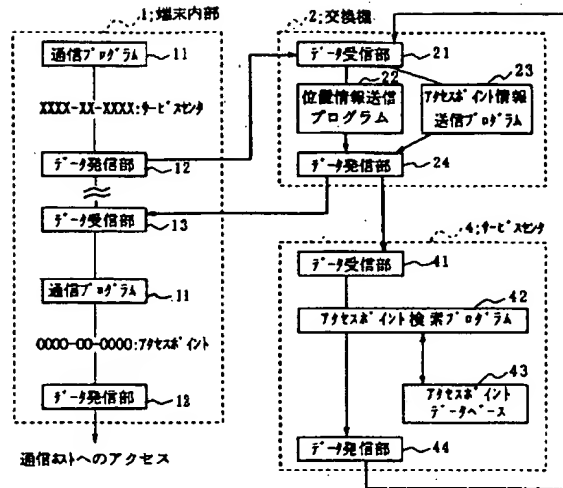 1;端末内部
通信プログラム
11
XXXX-XX-XXXX:サービスセンタ
データ発信部
12
データ受信部
13
通信プログラム
11
OOOO-OO-OOOO:アクセスポイント
データ発信部
12
通信ホストへのアクセス
2;交換機
データ受信部
21
22
23
位置情報送信
プログラム
アクセスポイント情報
送信プログラム
データ発信部
24
4;サービスセンタ
データ受信部
41
42
アクセスポイント検索プログラム
43
アクセスポイント
データベース
データ発信部
44